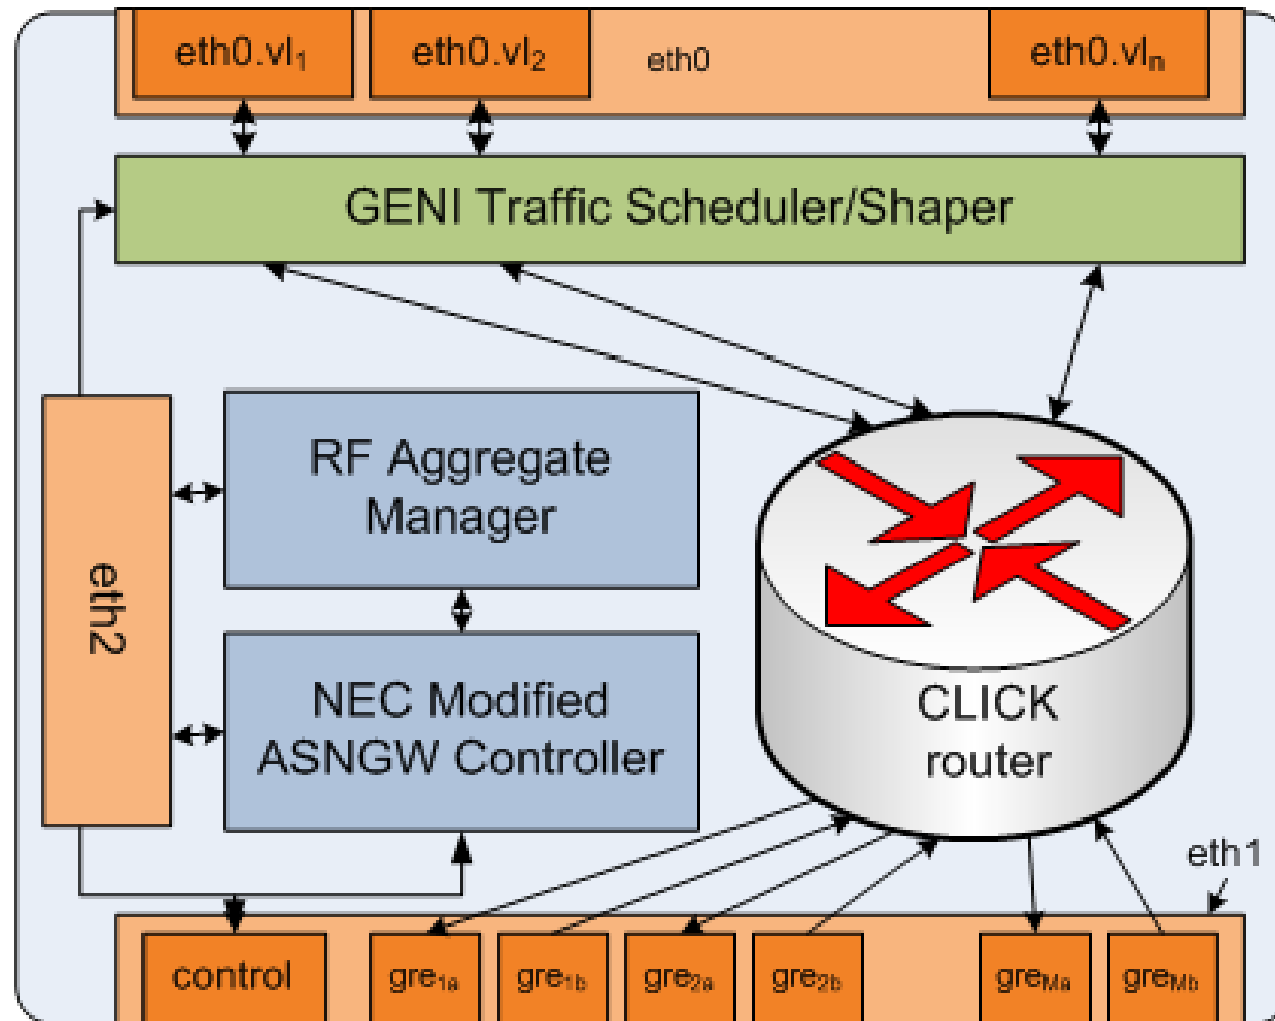 eth0.vl₁ eth0.vl₂ eth0 eth0.vlₙ
GENI Traffic Scheduler/Shaper
RF Aggregate
Manager
eth2
NEC Modified
ASNGW Controller
CLICK
router
eth1
control gre₁ₐ gre1b gre₂ₐ gre2b greMa greMb